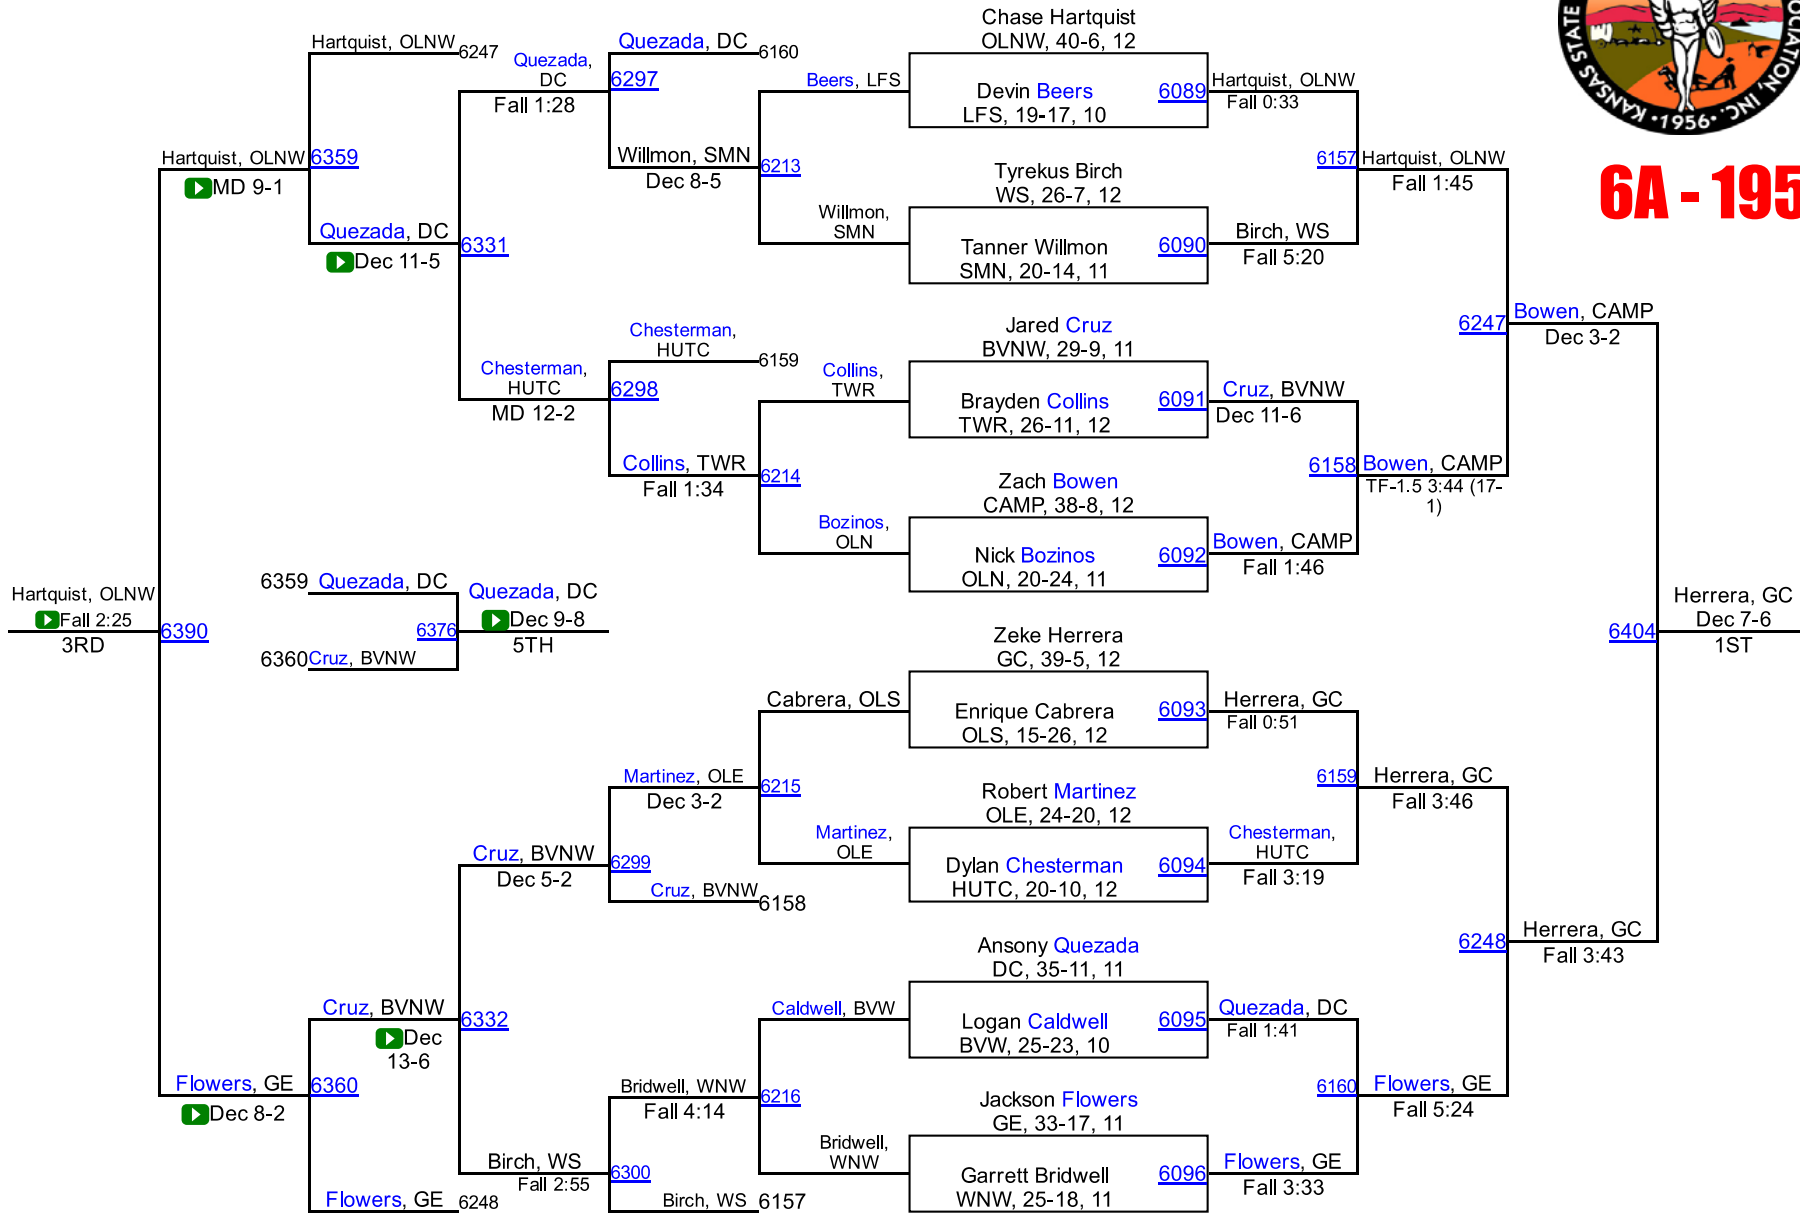 Chase Hartquist
OLNW, 40-6, 12
Devin Beers
LFS, 19-17, 10
6089
Tyrekus Birch
WS, 26-7, 12
Tanner Willmon
SMN, 20-14, 11
6090
Jared Cruz
BVNW, 29-9, 11
Brayden Collins
TWR, 26-11, 12
6091
Zach Bowen
CAMP, 38-8, 12
Nick Bozinos
OLN, 20-24, 11
6092
Zeke Herrera
GC, 39-5, 12
Enrique Cabrera
OLS, 15-26, 12
6093
Robert Martinez
OLE, 24-20, 12
Dylan Chesterman
HUTC, 20-10, 12
6094
Ansony Quezada
DC, 35-11, 11
Logan Caldwell
BVW, 25-23, 10
6095
Jackson Flowers
GE, 33-17, 11
Garrett Bridwell
WNW, 25-18, 11
6096
Hartquist, OLNW
Fall 0:33
Birch, WS
Fall 5:20
Cruz, BVNW
Dec 11-6
Bowen, CAMP
Fall 1:46
Herrera, GC
Fall 0:51
Chesterman,
HUTC
Fall 3:19
Quezada, DC
Fall 1:41
Flowers, GE
Fall 3:33
6157
Hartquist, OLNW
Fall 1:45
6158
Bowen, CAMP
TF-1.5 3:44 (17-
1)
6159
Herrera, GC
Fall 3:46
6160
Flowers, GE
Fall 5:24
6247
Bowen, CAMP
Dec 3-2
6248
Herrera, GC
Fall 3:43
6404
Herrera, GC
Dec 7-6
1ST
Beers, LFS
Willmon,
SMN
6213
Willmon, SMN
Dec 8-5
Collins,
TWR
Bozinos,
OLN
6214
Collins, TWR
Fall 1:34
Cabrera, OLS
Martinez,
OLE
6215
Martinez, OLE
Dec 3-2
Caldwell, BVW
Bridwell,
WNW
6216
Bridwell, WNW
Fall 4:14
Quezada, DC
6160
6297
Quezada,
DC
Fall 1:28
Chesterman,
HUTC
6159
6298
Chesterman,
HUTC
MD 12-2
6299
Cruz, BVNW
6158
Cruz, BVNW
Dec 5-2
6300
Birch, WS
6157
Birch, WS
Fall 2:55
6331
Quezada, DC
Dec 11-5
6332
Cruz, BVNW
Dec
13-6
Hartquist, OLNW
6247
6359
Hartquist, OLNW
MD 9-1
6360
Flowers, GE
6248
Flowers, GE
Dec 8-2
6390
Hartquist, OLNW
Fall 2:25
3RD
6359
Quezada, DC
6360
Cruz, BVNW
6376
Quezada, DC
Dec 9-8
5TH
KANSAS STATE
OCIATION, INC.
•1956•
6A - 195